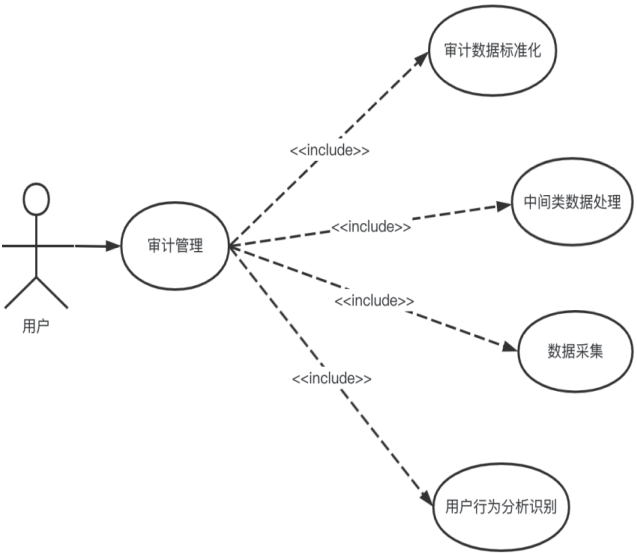 审计数据标准化
<<include>>
中间类数据处理
<<include>>
审计管理
<<include>>
用户
数据采集
<<include>>
用户行为分析识别